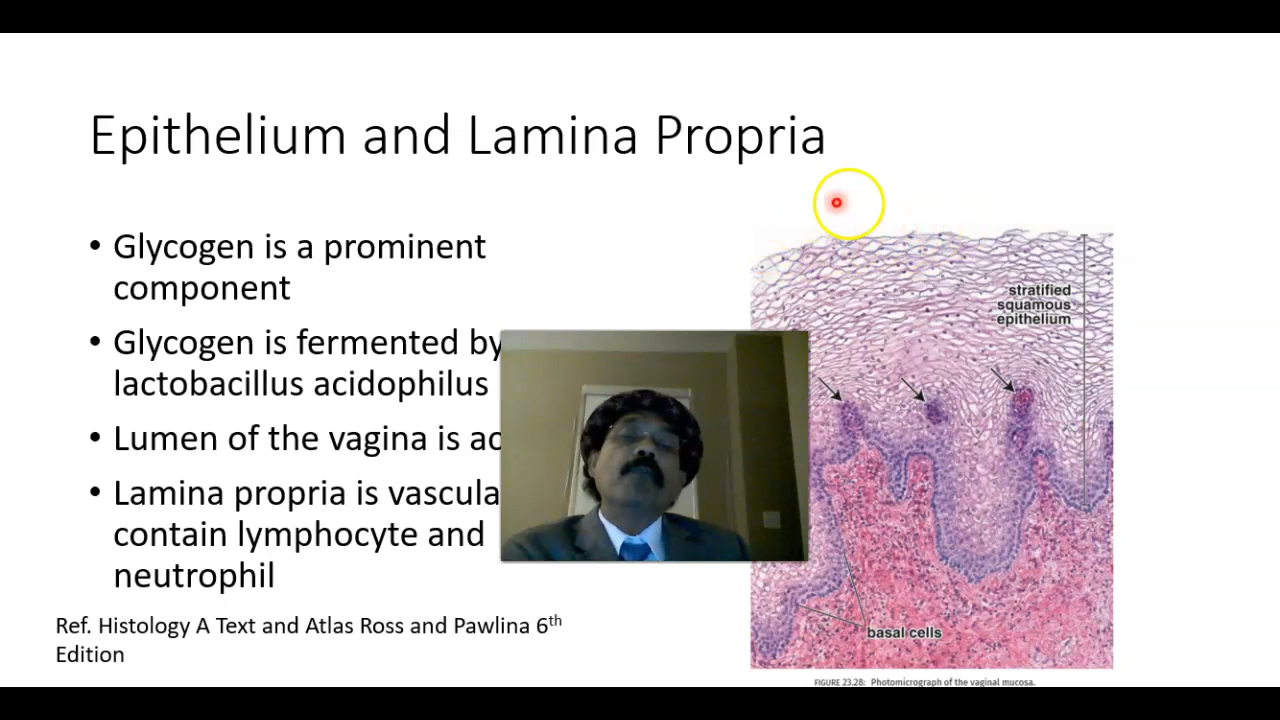 Epithelium and Lamina Propria
• Glycogen is a prominent
component
• Glycogen is fermented by
lactobacillus acidophilus
• Lumen of the vagina is
• Lamina propria is
contain lymphocyte and
neutrophil
Ref. Histology A Text and Atlas Ross and Pawlina 6th
Edition
stratified
squamous
epithelium
basal cells
FIGURE 23.28: Photomicrograph of the vaginal mucosa.